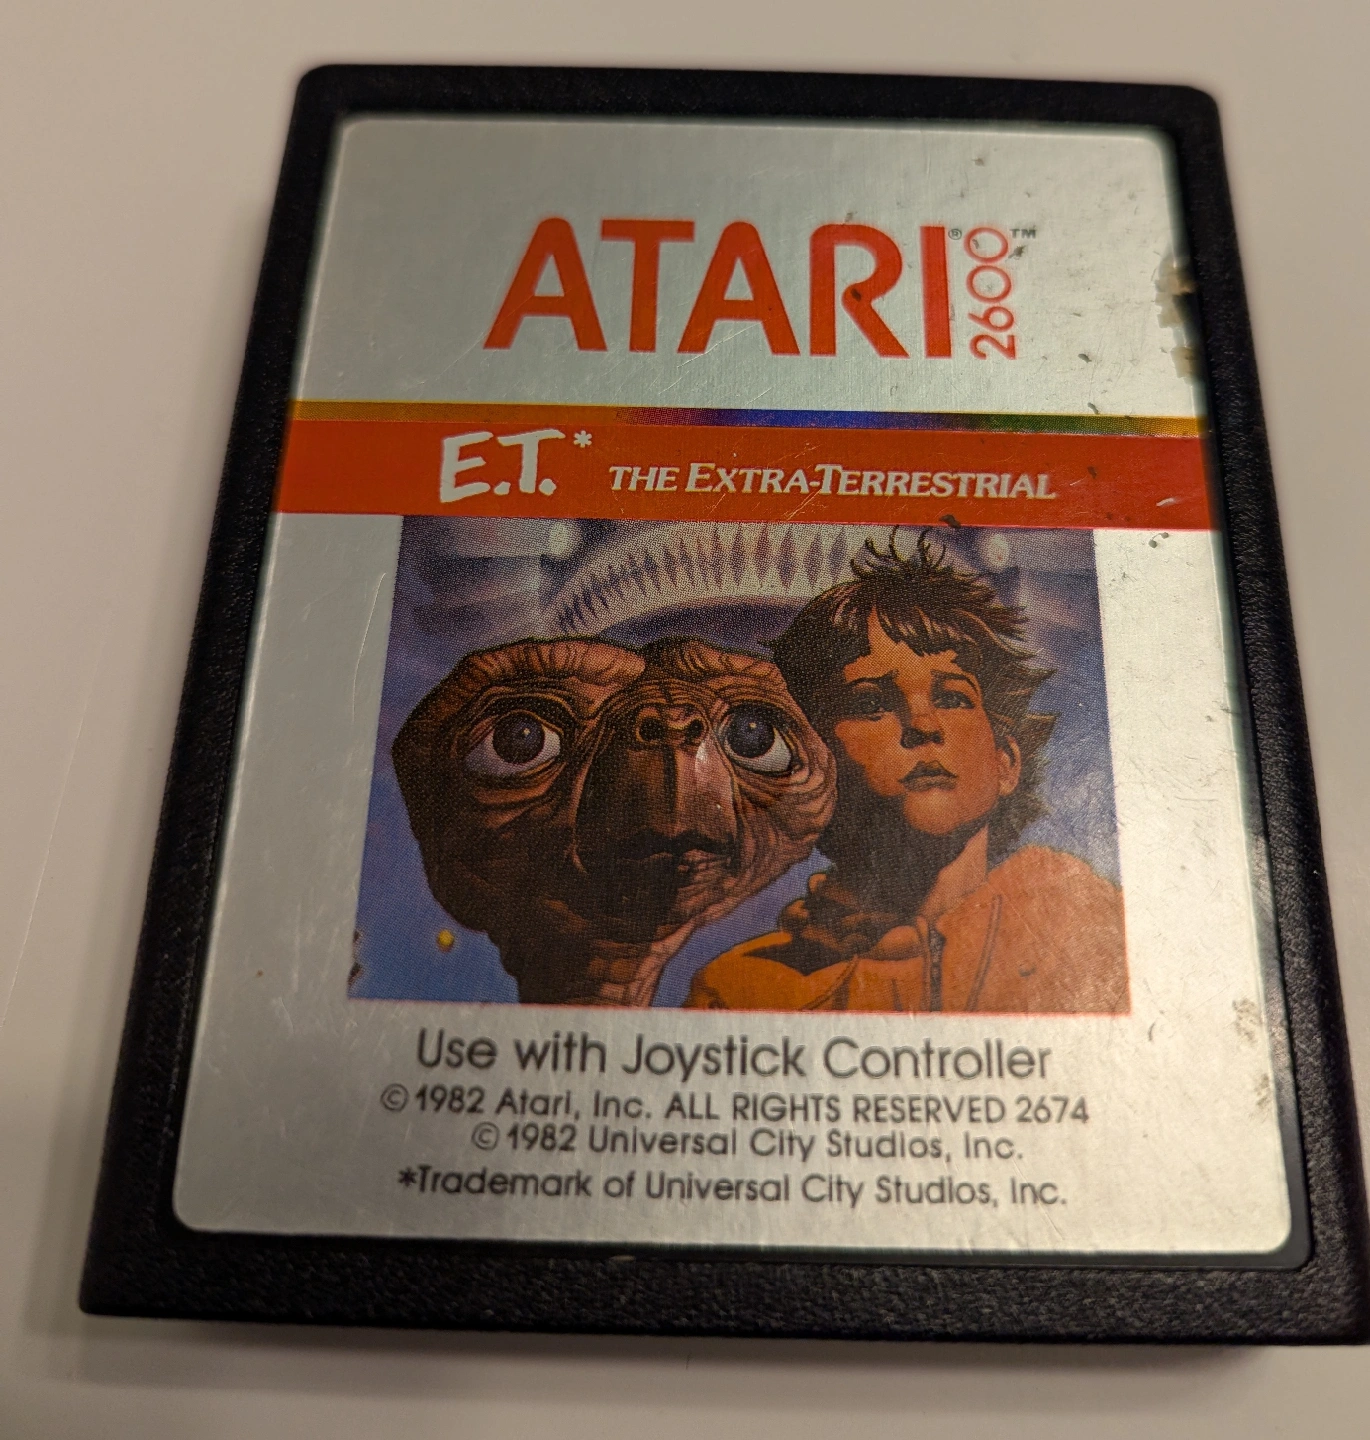 ATARI® 2600™
E.T.* THE EXTRA-TERRESTRIAL
Use with Joystick Controller
©1982 Atari, Inc. ALL RIGHTS RESERVED 2674
©1982 Universal City Studios, Inc.
*Trademark of Universal City Studios, Inc.